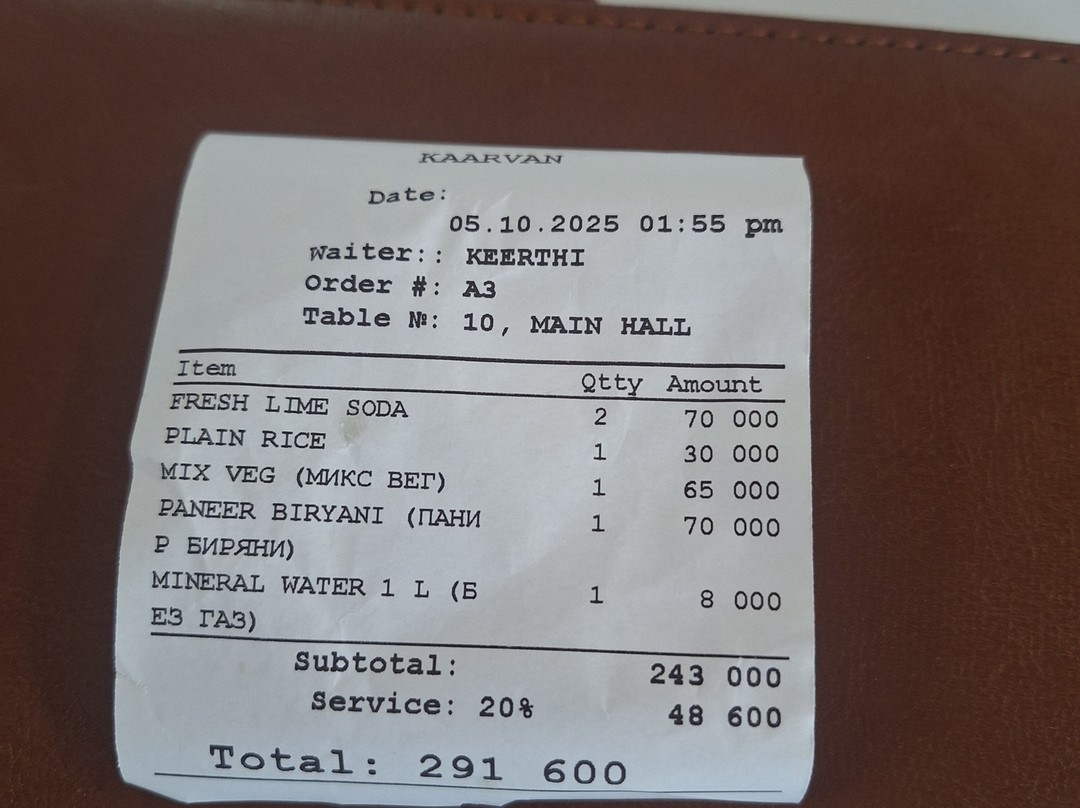 KAARVAN
Date:
05.10.2025 01:55 pm
Waiter:: KEERTHI
Order #: A3
Table №: 10, MAIN HALL
Item Qtty Amount
FRESH LIME SODA 2 70 000
PLAIN RICE 1 30 000
MIX VEG (МИКС ВЕГ) 1 65 000
PANEER BIRYANI (ПАНИ 1 70 000
Р БИРЯНИ)
MINERAL WATER 1 L (Б 1 8 000
ЕЗ ГАЗ)
Subtotal: 243 000
Service: 20% 48 600
Total: 291 600